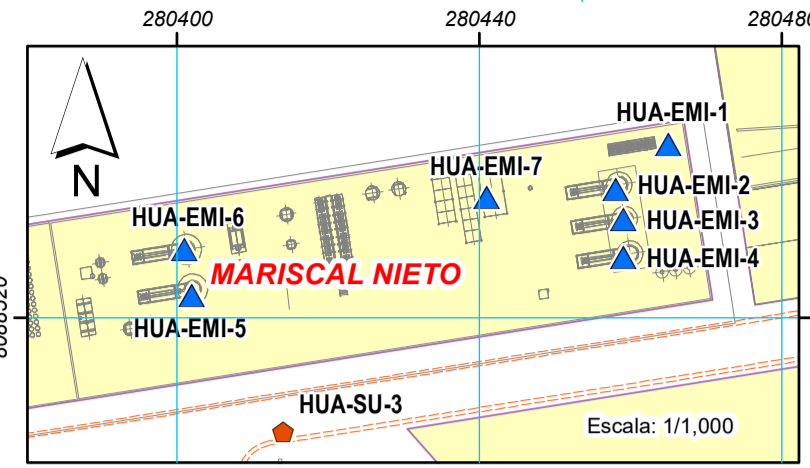 280400
280440
HUA-EMI-1
HUA-EMI-7
HUA-EMI-2
HUA-EMI-6
HUA-EMI-3
HUA-EMI-4
MARISCAL NIETO
HUA-EMI-5
HUA-SU-3
Escala: 1/1,000
N